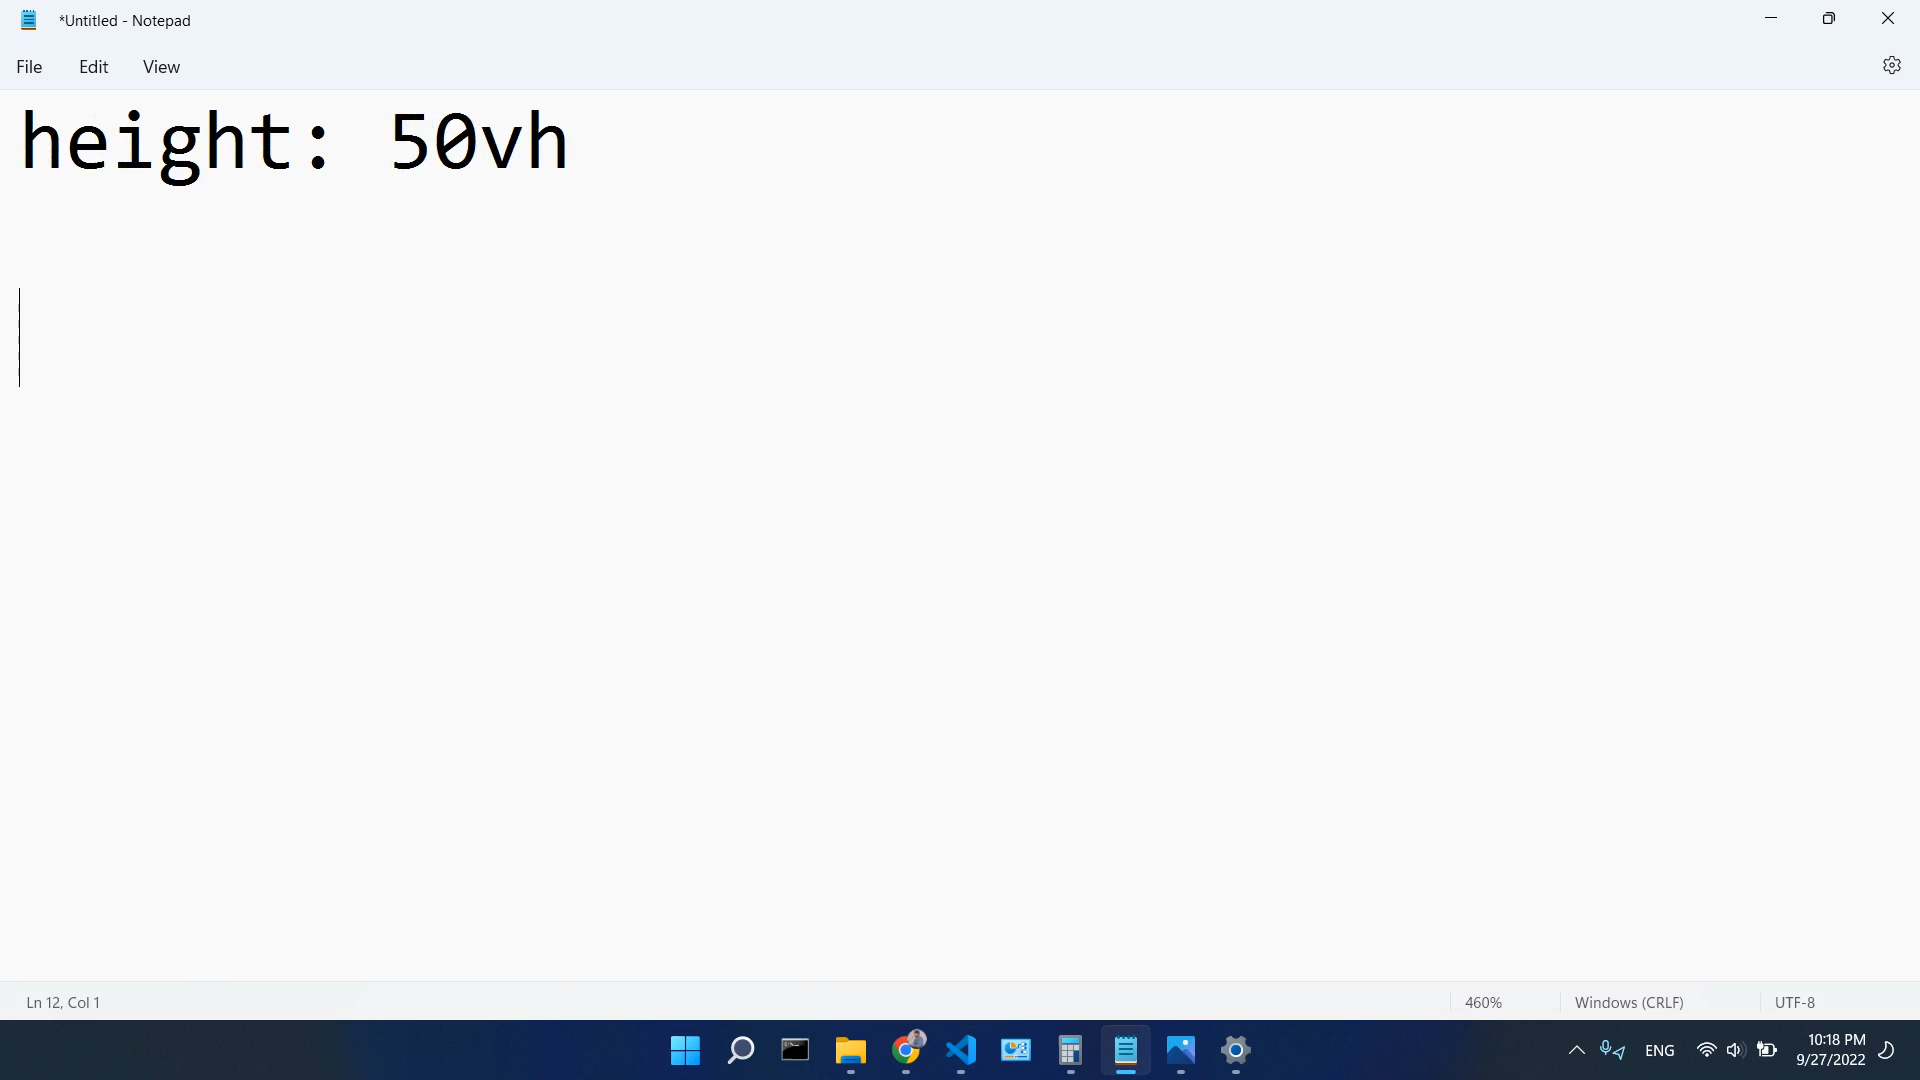 *Untitled - Notepad
File Edit View
height: 50vh
Ln 12, Col 1 460% Windows (CRLF) UTF-8
ENG 10:18 PM
9/27/2022